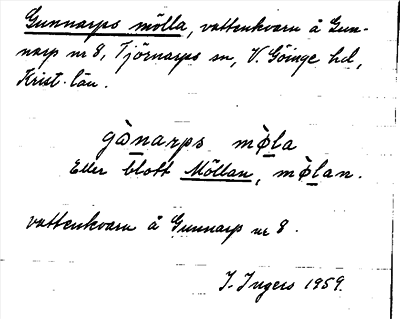 Gunnarps mölla, vattenkvarn å Gun-
narp nr 8, Tjörnarps sn, V. Göinge hd,
Krist. län.
gònarps mø̀la
Eller blott Möllan, mø̀lan.
vattenkvarn å Gunnarp nr 8.
I. Ingers 1959.